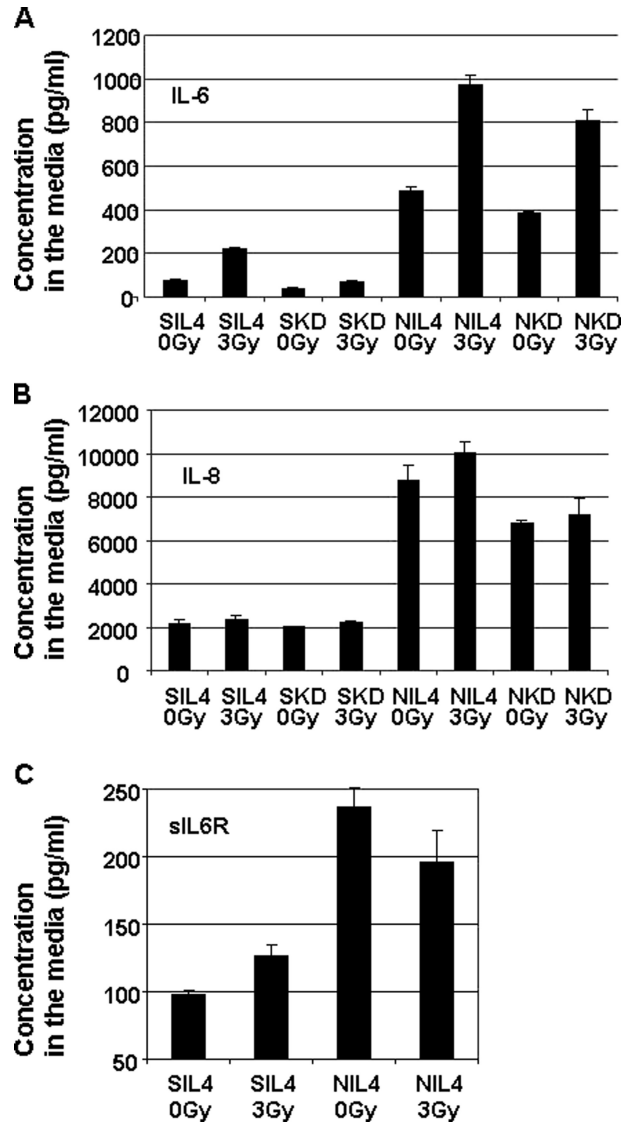 A
Concentration
in the media (pg/ml)
1200
1000
800
600
400
200
0
IL-6
SIL4 SIL4 SKD SKD NIL4 NIL4 NKD NKD
0Gy 3Gy 0Gy 3Gy 0Gy 3Gy 0Gy 3Gy
B
Concentration
in the media (pg/ml)
12000
10000
8000
6000
4000
2000
0
IL-8
SIL4 SIL4 SKD SKD NIL4 NIL4 NKD NKD
0Gy 3Gy 0Gy 3Gy 0Gy 3Gy 0Gy 3Gy
C
Concentration
in the media (pg/ml)
250
200
150
100
50
sIL6R
SIL4 SIL4 NIL4 NIL4
0Gy 3Gy 0Gy 3Gy